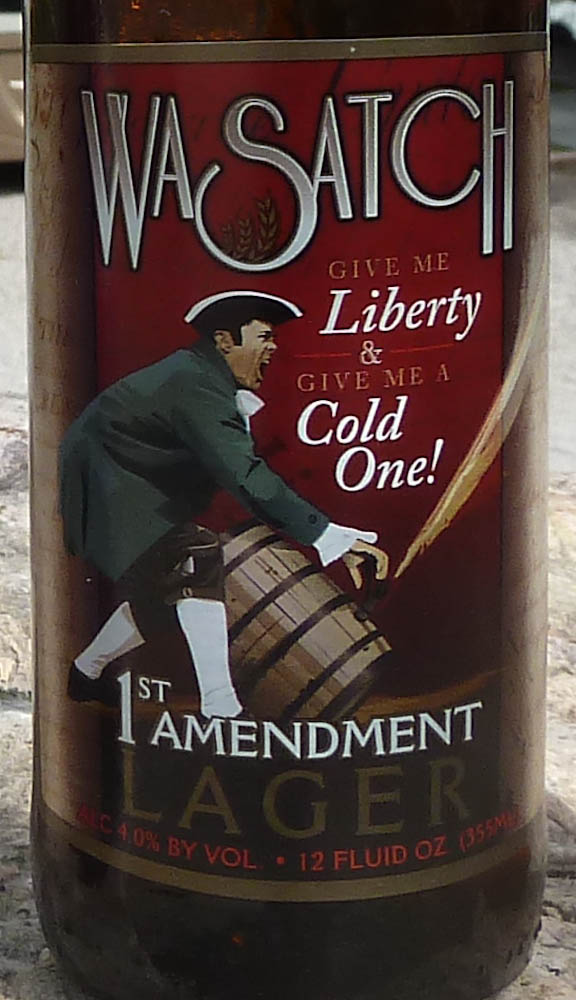 WASATCH
GIVE ME
Liberty
&
GIVE ME A
Cold
One!
1ST
AMENDMENT
LAGER
ALC 4.0% BY VOL. • 12 FLUID OZ (355ML)